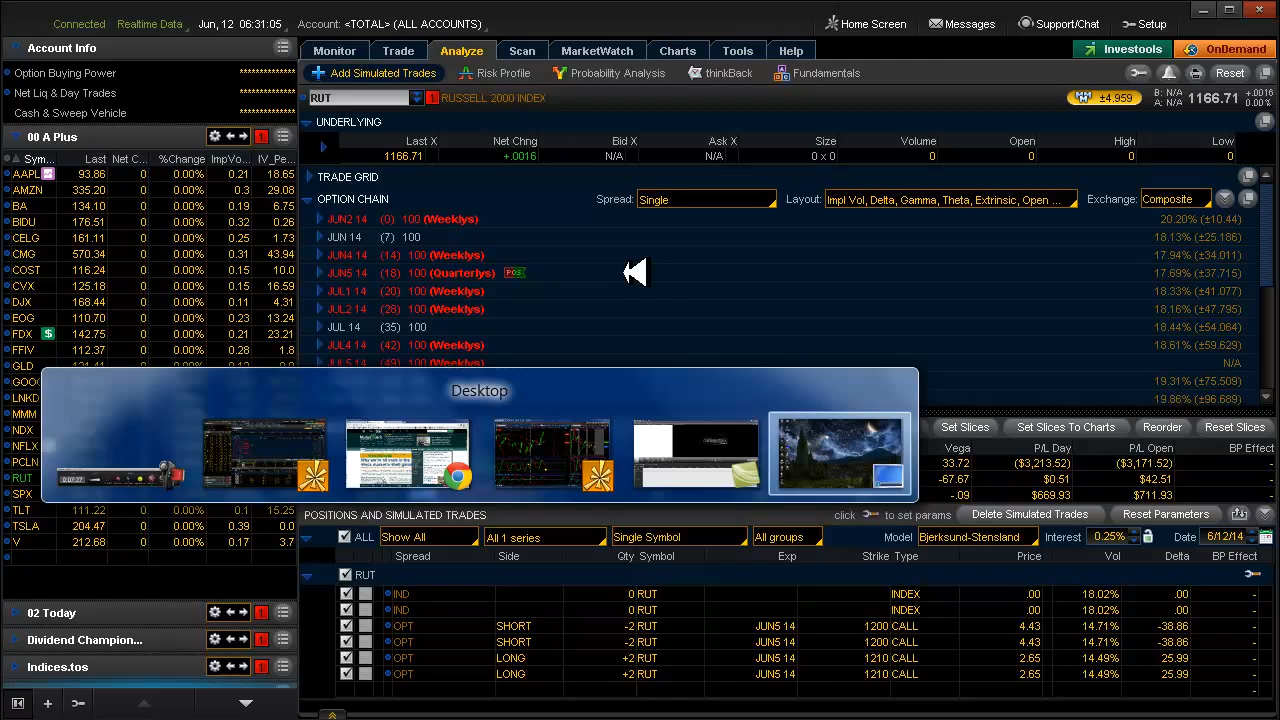 Connected Realtime Data Jun, 12 06:31:05 Account: <TOTAL> (ALL ACCOUNTS) Home Screen Messages Support/Chat Setup
Account Info
Option Buying Power **************
Net Liq & Day Trades **************
Cash & Sweep Vehicle **************
00 A Plus 1
Sym... Last Net C... %Change ImpVo... IV_Pe...
AAPL 93.86 0 0.00% 0.21 18.65
AMZN 335.20 0 0.00% 0.3 29.08
BA 134.10 0 0.00% 0.19 6.75
BIDU 176.51 0 0.00% 0.32 0.0
CELG 161.11 0 0.00% 0.25 1.73
CMG 570.34 0 0.00% 0.31 43.94
COST 116.24 0 0.00% 0.15 10.0
CVX 125.18 0 0.00% 0.15 16.59
DJX 168.44 0 0.00% 0.11 4.31
EOG 110.70 0 0.00% 0.23 13.24
FDX $ 142.75 0 0.00% 0.21 23.21
FFIV 112.37 0 0.00% 0.28 1.8
GLD
GOO
LNKD
MMM
NDX
NFLX
PCLN
RUT
SPX
TLT 111.22 0 0.00% 0.1 15.25
TSLA 204.47 0 0.00% 0.39 0.0
V 212.68 0 0.00% 0.17 3.7
02 Today 1
Dividend Champion... 1
Indices.tos 1
Monitor Trade Analyze Scan MarketWatch Charts Tools Help Investools OnDemand
Add Simulated Trades Risk Profile Probability Analysis thinkBack Fundamentals Reset
RUT 1 RUSSELL 2000 INDEX ±4.959 B: N/A A: N/A 1166.71 +.0016 0.00%
UNDERLYING
Last X Net Chng Bid X Ask X Size Volume Open High Low
1166.71 +.0016 N/A N/A 0 x 0 0 0 0 0
TRADE GRID
OPTION CHAIN Spread: Single Layout: Impl Vol, Delta, Gamma, Theta, Extrinsic, Open ... Exchange: Composite
JUN2 14 (0) 100 (Weeklys) 20.20% (±10.44)
JUN 14 (7) 100 18.13% (±25.186)
JUN4 14 (14) 100 (Weeklys) 17.94% (±34.011)
JUN5 14 (18) 100 (Quarterlys) POS 17.69% (±37.715)
JUL1 14 (20) 100 (Weeklys) 18.33% (±41.077)
JUL2 14 (28) 100 (Weeklys) 18.16% (±47.795)
JUL 14 (35) 100 18.44% (±54.064)
JUL4 14 (42) 100 (Weeklys) 18.61% (±59.629)
JUL5 14 (49) 100 (Weeklys) N/A
19.31% (±75.509)
19.86% (±96.689)
Desktop
Set Slices Set Slices To Charts Reorder Reset Slices
Vega P/L Day P/L Open BP Effect
33.72 ($3,213.52) ($3,171.52) -
-67.67 $0.51 $42.51 -
-.09 $669.93 $711.93 -
POSITIONS AND SIMULATED TRADES click to set params Delete Simulated Trades Reset Parameters
ALL Show All All 1 series Single Symbol All groups Model Bjerksund-Stensland Interest 0.25% Date 6/12/14
Spread Side Qty Symbol Exp Strike Type Price Vol Delta BP Effect
RUT
IND 0 RUT INDEX .00 18.02% .00 -
IND 0 RUT INDEX .00 18.02% .00 -
OPT SHORT -2 RUT JUN5 14 1200 CALL 4.43 14.71% -38.86 -
OPT SHORT -2 RUT JUN5 14 1200 CALL 4.43 14.71% -38.86 -
OPT LONG +2 RUT JUN5 14 1210 CALL 2.65 14.49% 25.99 -
OPT LONG +2 RUT JUN5 14 1210 CALL 2.65 14.49% 25.99 -